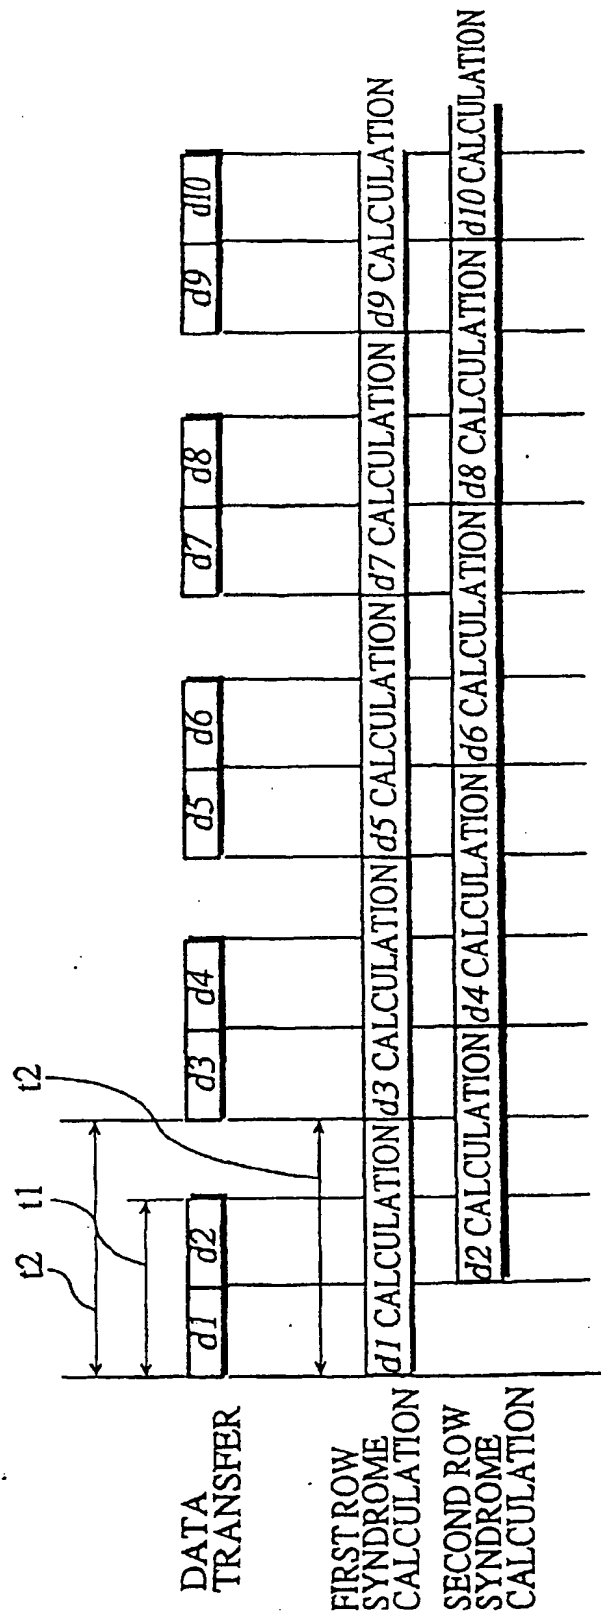 t2
t1
t2
DATA
TRANSFER
d1 d2 d3 d4 d5 d6 d7 d8 d9 d10
FIRST ROW
SYNDROME
CALCULATION
d1 CALCULATION d3 CALCULATION d5 CALCULATION d7 CALCULATION d9 CALCULATION
SECOND ROW
SYNDROME
CALCULATION
d2 CALCULATION d4 CALCULATION d6 CALCULATION d8 CALCULATION d10 CALCULATION